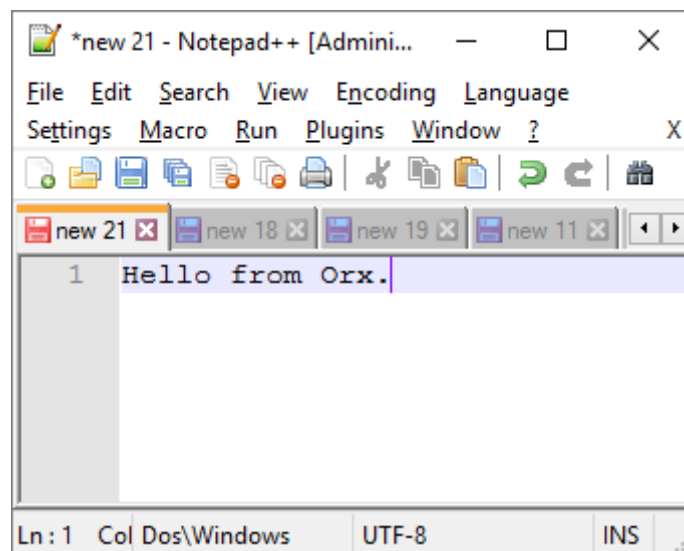 *new 21 - Notepad++ [Admini...
File Edit Search View Encoding Language
Settings Macro Run Plugins Window ? X
new 21 new 18 new 19 new 11
1 Hello from Orx.
Ln : 1 Col Dos\Windows UTF-8 INS